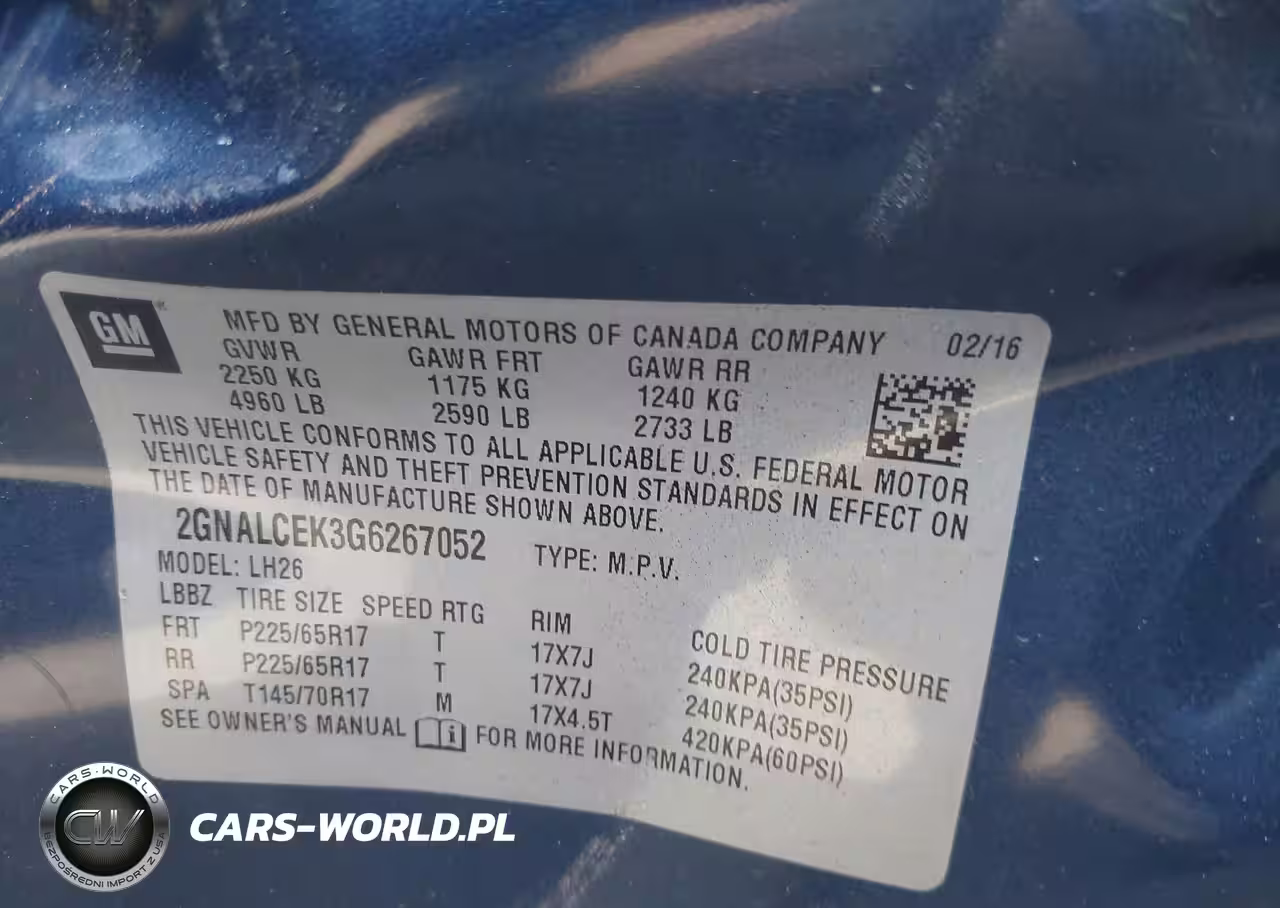 GM
MFD BY GENERAL MOTORS OF CANADA COMPANY 02/16
GVWR GAWR FRT GAWR RR
2250 KG 1175 KG 1240 KG
4960 LB 2590 LB 2733 LB
THIS VEHICLE CONFORMS TO ALL APPLICABLE U.S. FEDERAL MOTOR
VEHICLE SAFETY AND THEFT PREVENTION STANDARDS IN EFFECT ON
THE DATE OF MANUFACTURE SHOWN ABOVE.
2GNALCEK3G6267052 TYPE: M.P.V.
MODEL: LH26
LBBZ TIRE SIZE SPEED RTG RIM COLD TIRE PRESSURE
FRT P225/65R17 T 17X7J 240KPA(35PSI)
RR P225/65R17 T 17X7J 240KPA(35PSI)
SPA T145/70R17 M 17X4.5T 420KPA(60PSI)
SEE OWNER'S MANUAL FOR MORE INFORMATION.
CARS-WORLD
CW
BEZPOŚREDNI IMPORT Z USA
CARS-WORLD.PL